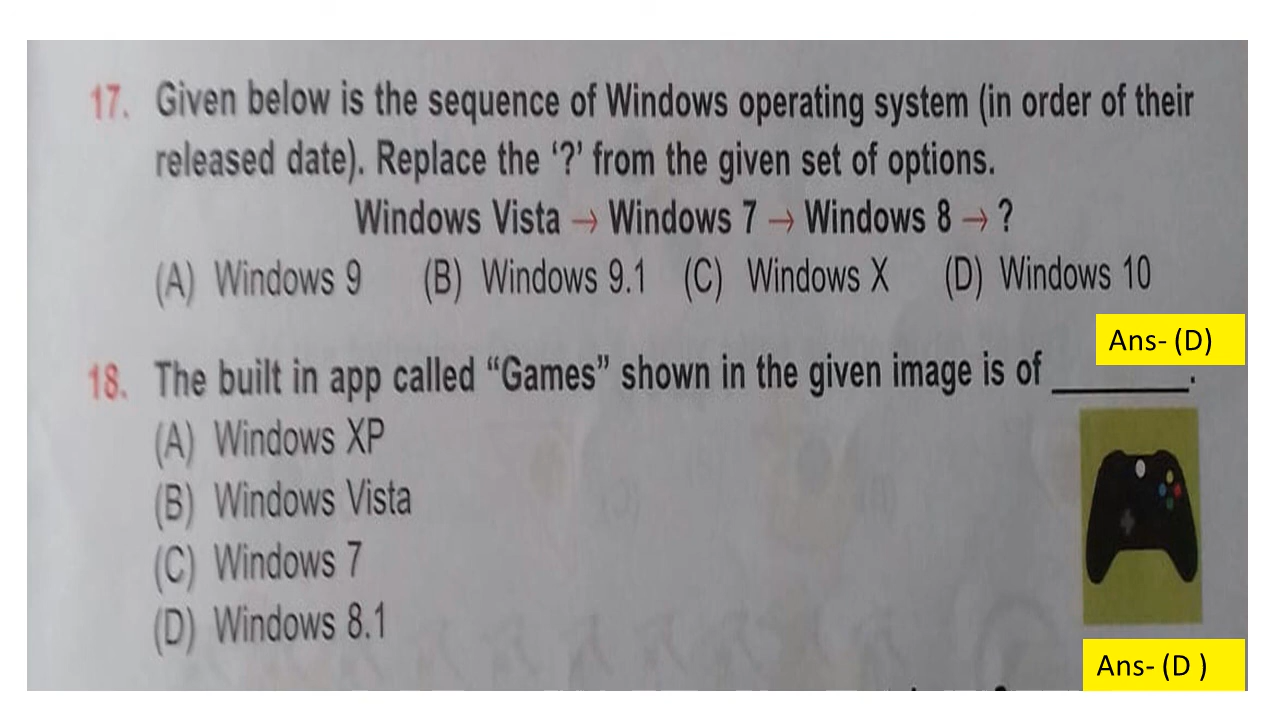 17. Given below is the sequence of Windows operating system (in order of their
released date). Replace the ‘?’ from the given set of options.
Windows Vista → Windows 7 → Windows 8 → ?
(A) Windows 9 (B) Windows 9.1 (C) Windows X (D) Windows 10
Ans- (D)
18. The built in app called “Games” shown in the given image is of ________.
(A) Windows XP
(B) Windows Vista
(C) Windows 7
(D) Windows 8.1
Ans- (D )